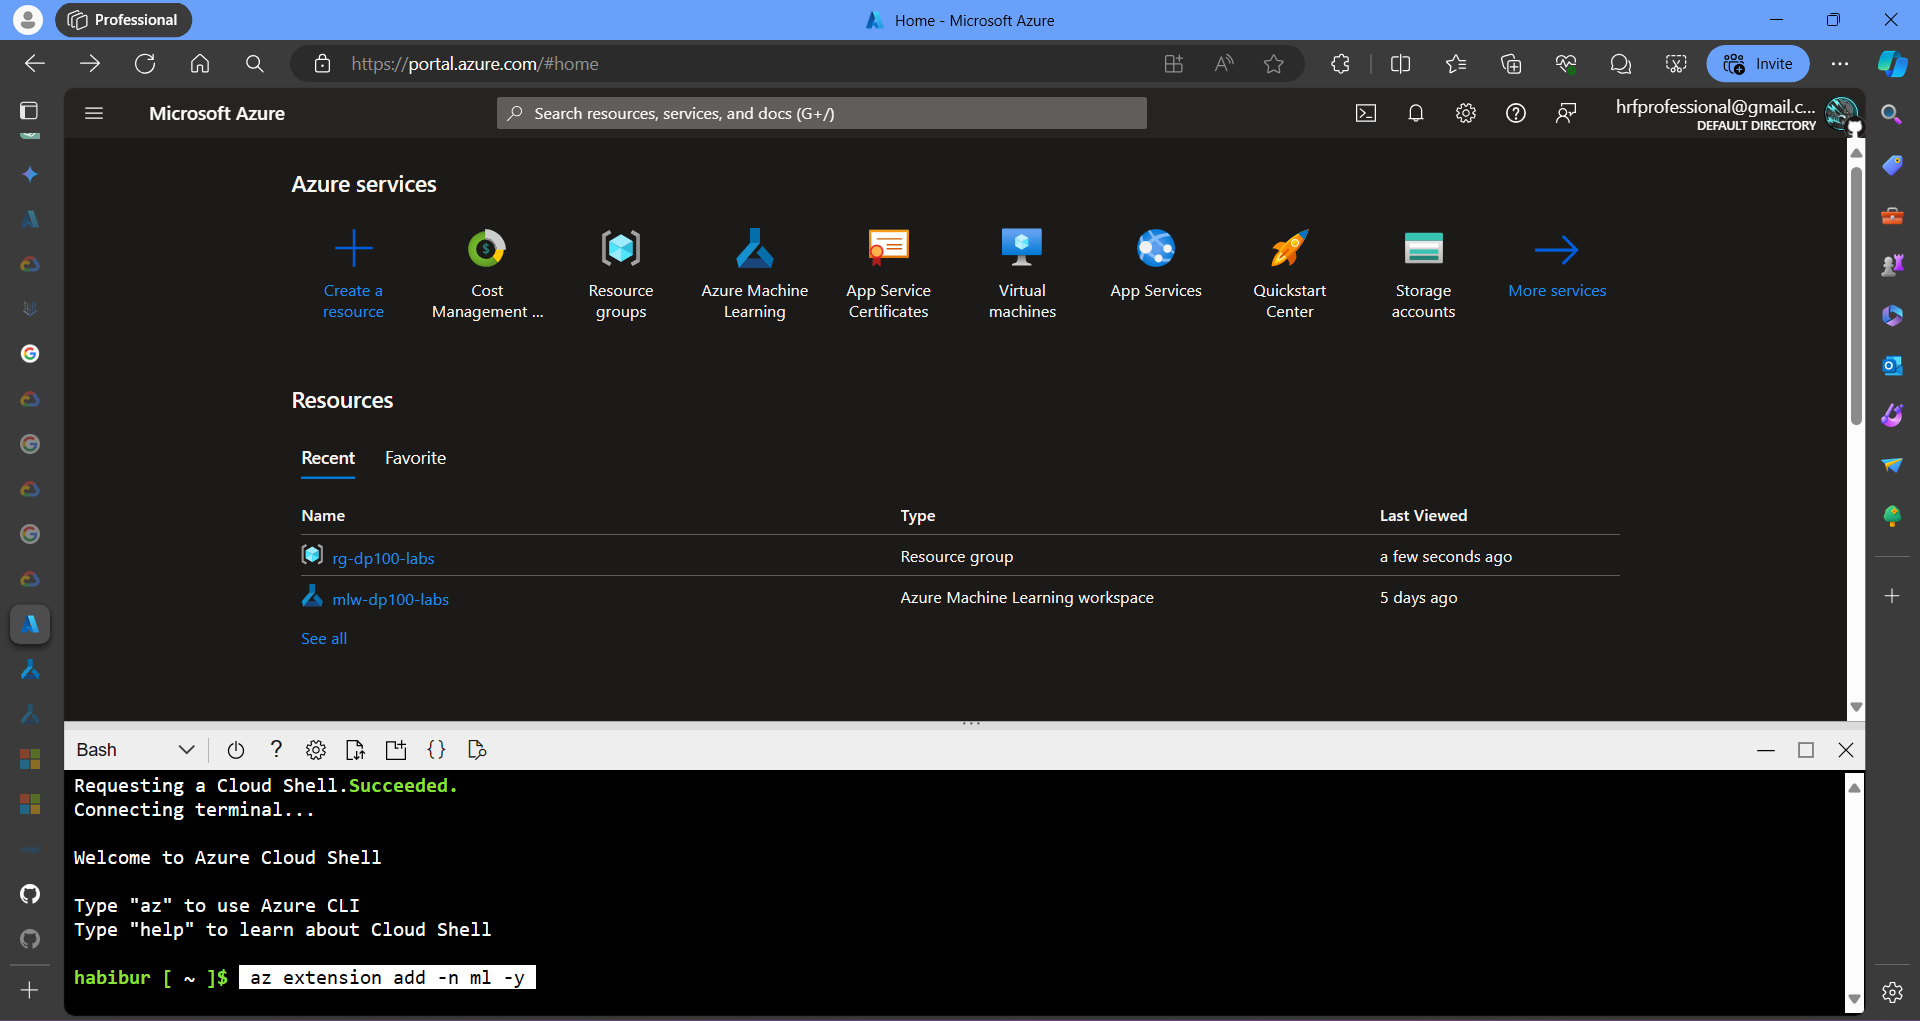 Professional
Home - Microsoft Azure
https://portal.azure.com/#home
Invite
Microsoft Azure
Search resources, services, and docs (G+/)
hrfprofessional@gmail.c...
DEFAULT DIRECTORY
Azure services
Create a resource
Cost Management ...
Resource groups
Azure Machine Learning
App Service Certificates
Virtual machines
App Services
Quickstart Center
Storage accounts
More services
Resources
Recent Favorite
Name Type Last Viewed
rg-dp100-labs Resource group a few seconds ago
mlw-dp100-labs Azure Machine Learning workspace 5 days ago
See all
Bash
Requesting a Cloud Shell.Succeeded.
Connecting terminal...
Welcome to Azure Cloud Shell
Type "az" to use Azure CLI
Type "help" to learn about Cloud Shell
habibur [ ~ ]$ az extension add -n ml -y